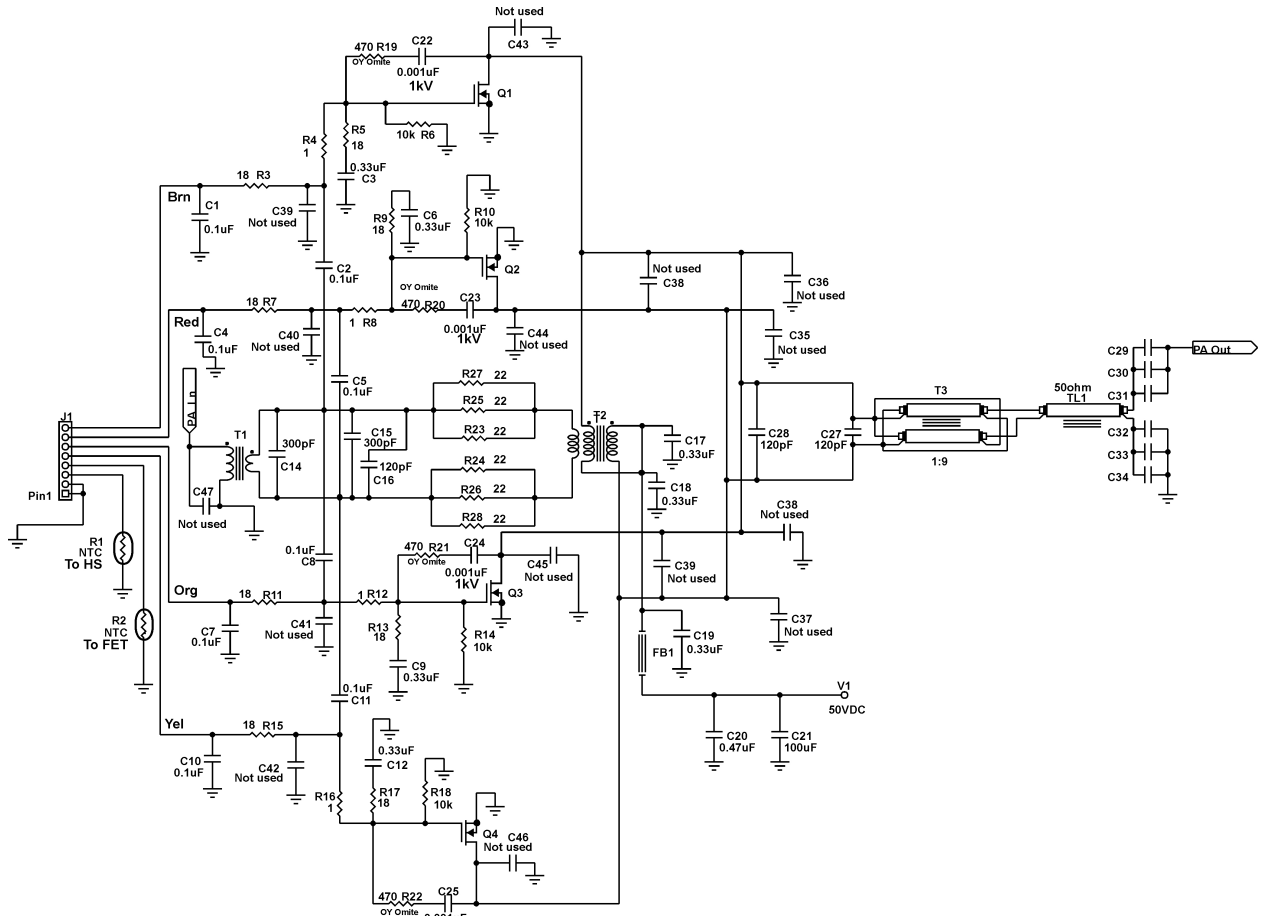 Not used
C43
470 R19
OY Omite
C22
0.001uF
1kV
Q1
R4
1
R5
18
10k R6
0.33uF
C3
18 R3
Brn
C1
0.1uF
C39
Not used
R9
18
C6
0.33uF
R10
10k
C2
0.1uF
Q2
OY Omite
470 R20
C23
0.001uF
1kV
Not used
C38
C36
Not used
18 R7
Red
C4
0.1uF
C40
Not used
1 R8
C44
Not used
C35
Not used
C5
0.1uF
R27 22
R25 22
R23 22
PA In
J1
T1
300pF
C14
C15
300pF
120pF
C16
R24 22
R26 22
R28 22
T2
C17
0.33uF
C18
0.33uF
C28
120pF
C27
120pF
T3
1:9
50ohm
TL1
C29
C30
C31
PA Out
C32
C33
C34
Pin1
C47
Not used
R1
NTC
To HS
R2
NTC
To FET
0.1uF
C8
470 R21
OY Omite
C24
0.001uF
1kV
C45
Not used
Q3
C38
Not used
C39
Not used
Org
18 R11
C7
0.1uF
C41
Not used
1 R12
R13
18
R14
10k
C9
0.33uF
C37
Not used
C19
0.33uF
FB1
V1
50VDC
C20
0.47uF
C21
100uF
0.1uF
C11
Yel
18 R15
C10
0.1uF
C42
Not used
0.33uF
C12
R16
1
R17
18
R18
10k
Q4
C46
Not used
470 R22
OY Omite
C25